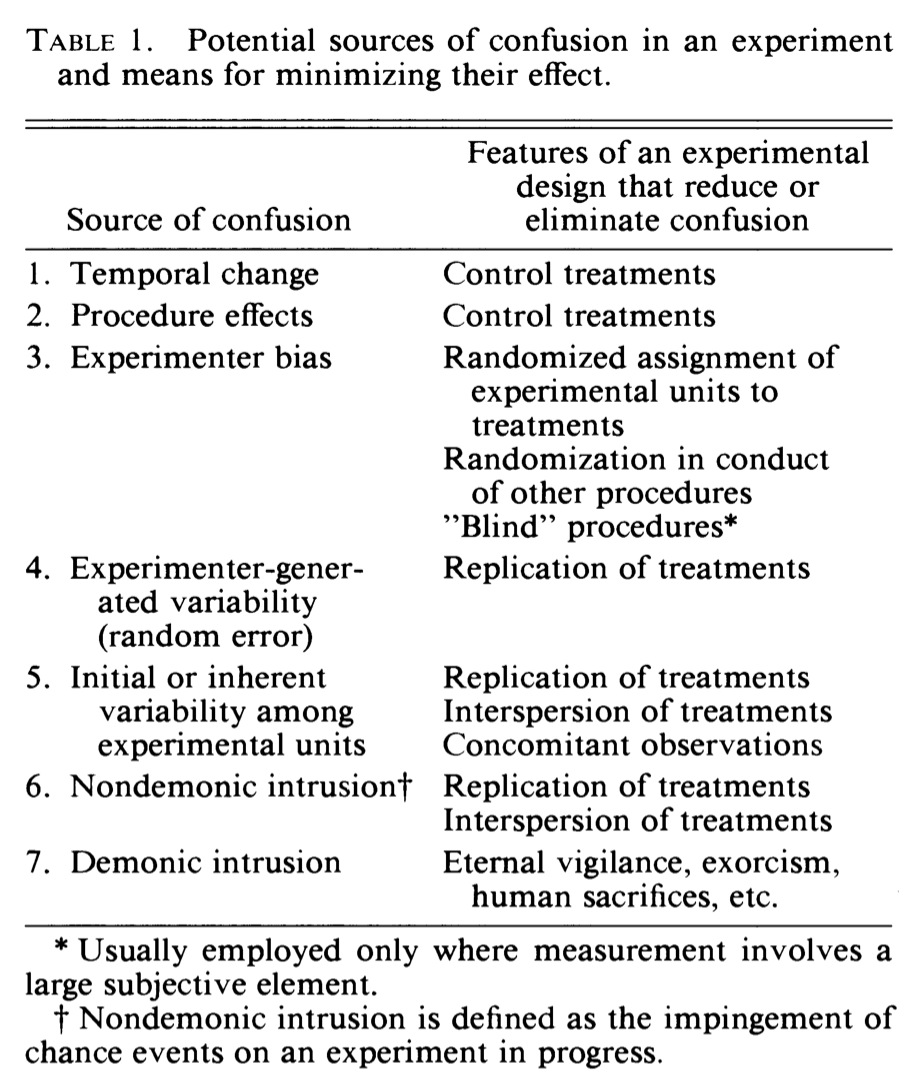 TABLE 1. Potential sources of confusion in an experiment
and means for minimizing their effect.
Source of confusion
Features of an experimental
design that reduce or
eliminate confusion
1. Temporal change Control treatments
2. Procedure effects Control treatments
3. Experimenter bias Randomized assignment of
experimental units to
treatments
Randomization in conduct
of other procedures
”Blind” procedures*
4. Experimenter-gener- Replication of treatments
ated variability
(random error)
5. Initial or inherent Replication of treatments
variability among Interspersion of treatments
experimental units Concomitant observations
6. Nondemonic intrusion† Replication of treatments
Interspersion of treatments
7. Demonic intrusion Eternal vigilance, exorcism,
human sacrifices, etc.
* Usually employed only where measurement involves a
large subjective element.
† Nondemonic intrusion is defined as the impingement of
chance events on an experiment in progress.